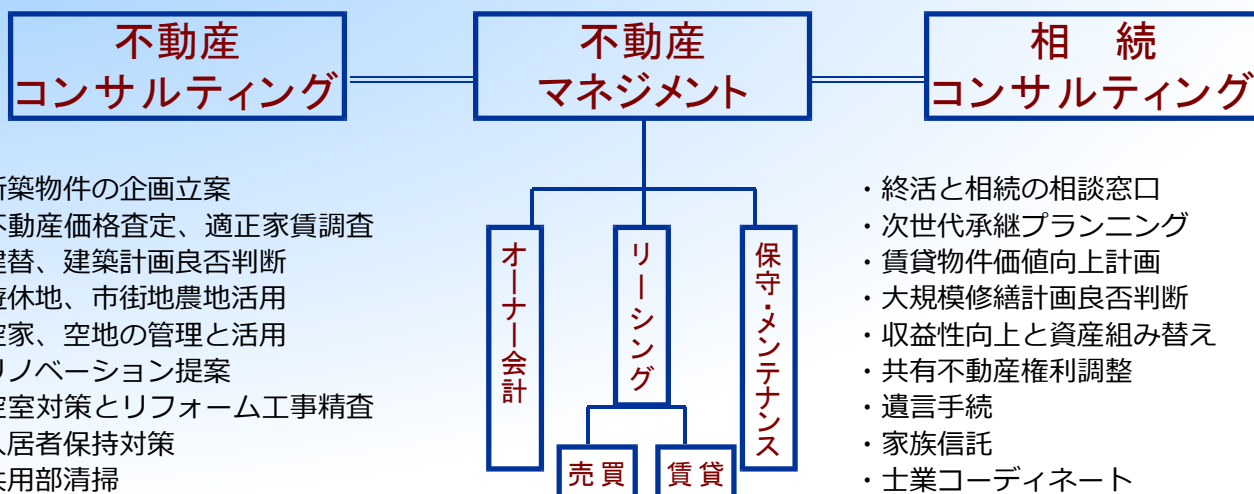 不動産
コンサルティング
不動産
マネジメント
相　続
コンサルティング
新築物件の企画立案
不動産価格査定、適正家賃調査
建替、建築計画良否判断
遊休地、市街地農地活用
空家、空地の管理と活用
リノベーション提案
空室対策とリフォーム工事精査
入居者保持対策
共用部清掃
オーナー会計
リーシング
保守・メンテナンス
売買
賃貸
・終活と相続の相談窓口
・次世代承継プランニング
・賃貸物件価値向上計画
・大規模修繕計画良否判断
・収益性向上と資産組み替え
・共有不動産権利調整
・遺言手続
・家族信託
・士業コーディネート